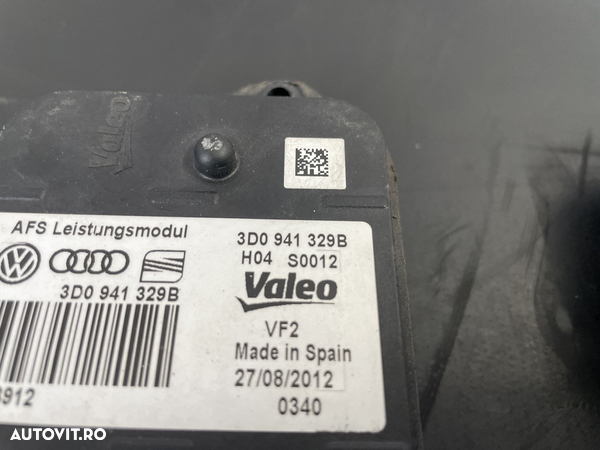 Valeo
AFS Leistungsmodul
3D0 941 329B
H04 S0012
3D0 941 329B
Valeo
VF2
Made in Spain
27/08/2012
0340
8912
AUTOVIT.RO